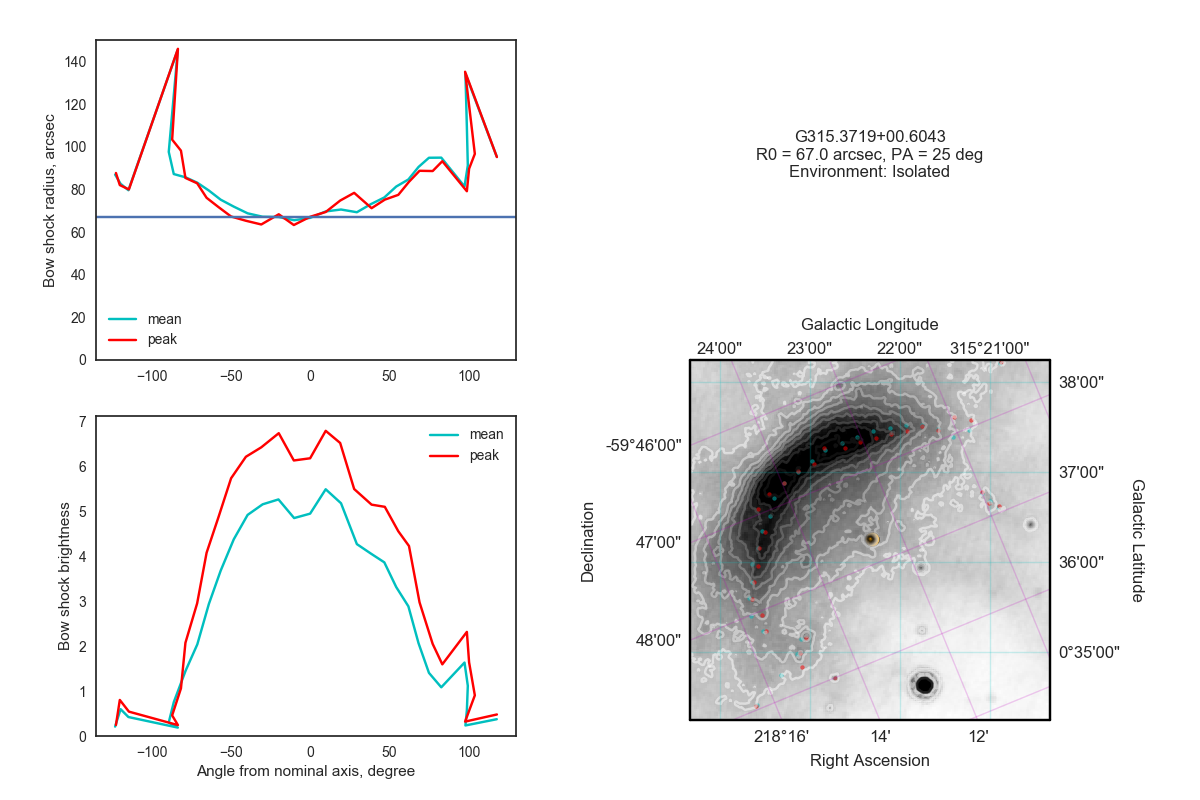 140
120
100
80
60
40
20
0
Bow shock radius, arcsec
mean
peak
−100
−50
0
50
100
7
6
5
4
3
2
1
0
Bow shock brightness
mean
peak
−100
−50
0
50
100
Angle from nominal axis, degree
G315.3719+00.6043
R0 = 67.0 arcsec, PA = 25 deg
Environment: Isolated
Galactic Longitude
24'00"
23'00"
22'00"
315°21'00"
38'00"
37'00"
36'00"
0°35'00"
Galactic Latitude
-59°46'00"
47'00"
48'00"
Declination
218°16'
14'
12'
Right Ascension